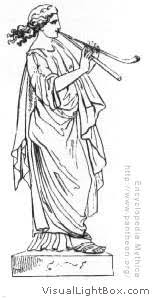 Encyclopedia Mythica
http://www.pantheon.org/
VisualLightBox.com